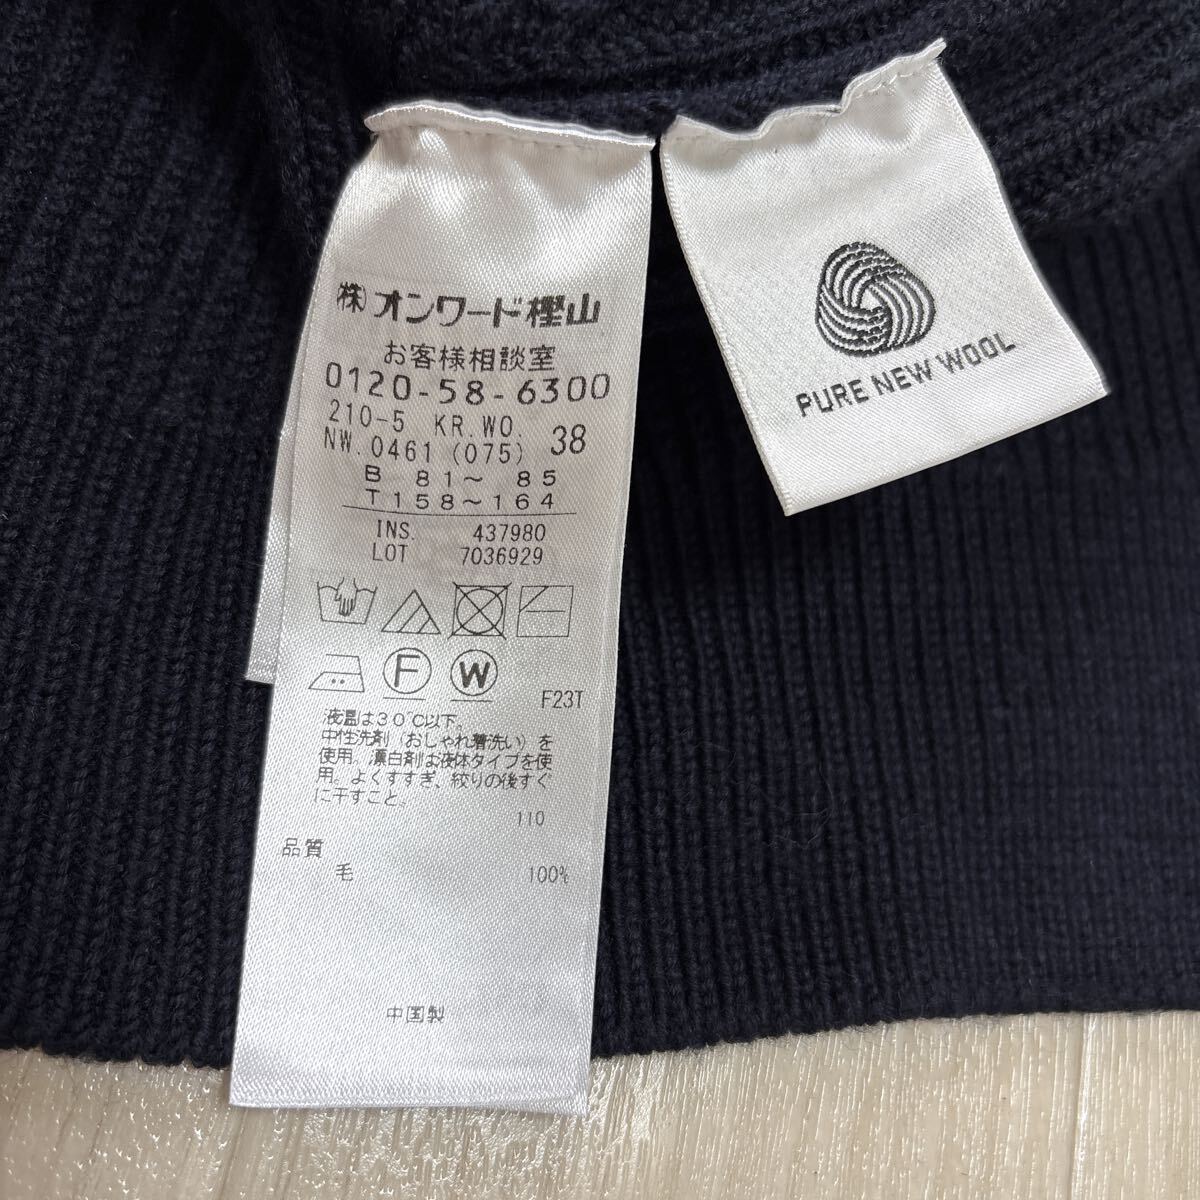 ㈱オンワード樫山
お客様相談室
0120-58-6300
210-5 KR.WO. 38
NW.0461 (075)
B 81～ 85
T158～164
INS. 437980
LOT 7036929
F W
F23T
液温は30℃以下。
中性洗剤（おしゃれ着洗い）を
使用。漂白剤は液体タイプを使
用。よくすすぎ、絞りの後すぐ
に干すこと。
110
品質
毛 100%
中国製
PURE NEW WOOL